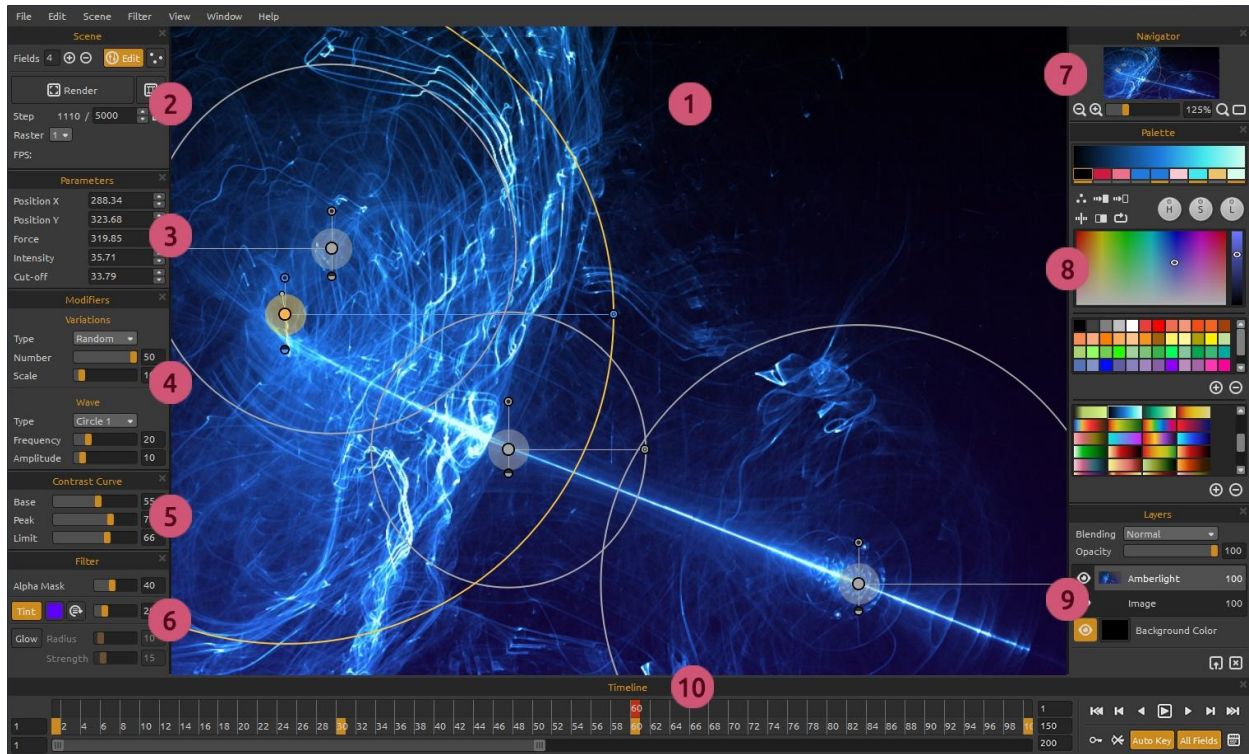 File Edit Scene Filter View Window Help
Scene
Fields 4 Edit
Render
2
Step 1110 / 5000
Raster 1
FPS:
Parameters
Position X 288.34
Position Y 323.68
Force 319.85
3
Intensity 35.71
Cut-off 33.79
Modifiers
Variations
Type Random
Number 50
Scale
4
Wave
Type Circle 1
Frequency 20
Amplitude 10
Contrast Curve
Base
Peak
5
Limit 66
Filter
Alpha Mask 40
Tint
6
Glow Radius 10
Strength 15
1
Navigator
7
125%
Palette
H S L
8
Layers
Blending Normal
Opacity 100
Amberlight 100
9
Image 100
Background Color
10
Timeline
60 1
1 2 4 6 8 10 12 14 16 18 20 22 24 26 28 30 32 34 36 38 40 42 44 46 48 50 52 54 56 58 60 62 64 66 68 70 72 74 76 78 80 82 84 86 88 90 92 94 96 98 150
1 200
Auto Key All Fields